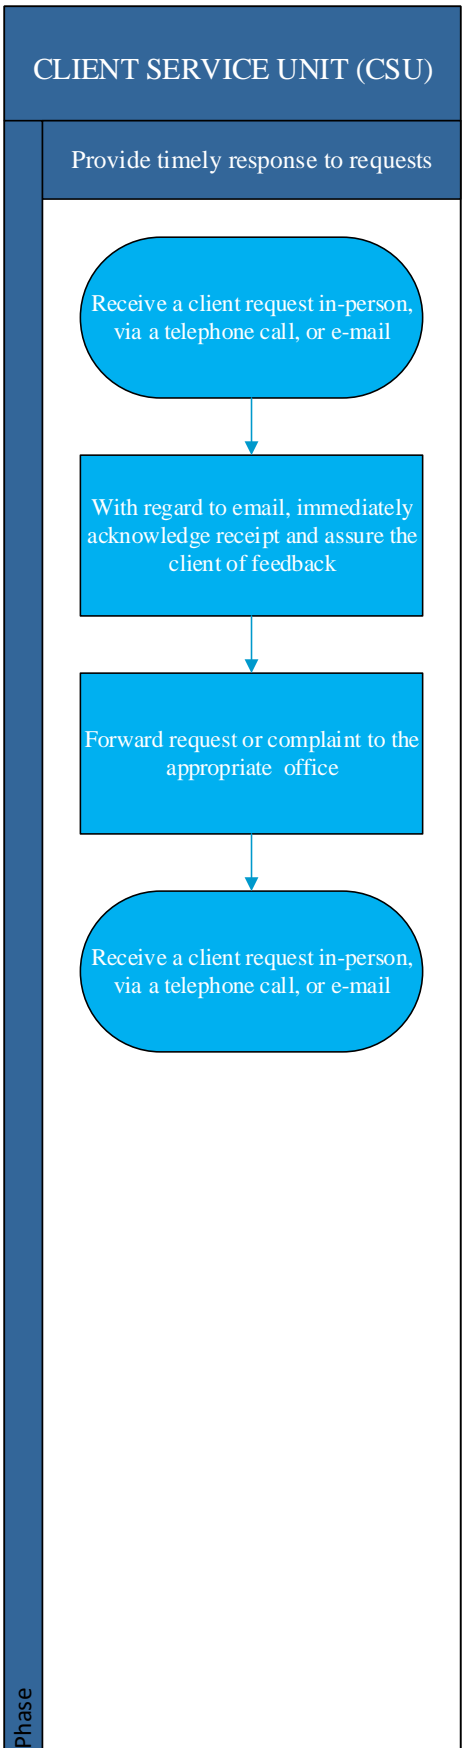 CLIENT SERVICE UNIT (CSU)
Provide timely response to requests
Receive a client request in-person,
via a telephone call, or e-mail
With regard to email, immediately
acknowledge receipt and assure the
client of feedback
Forward request or complaint to the
appropriate office
Receive a client request in-person,
via a telephone call, or e-mail
Phase